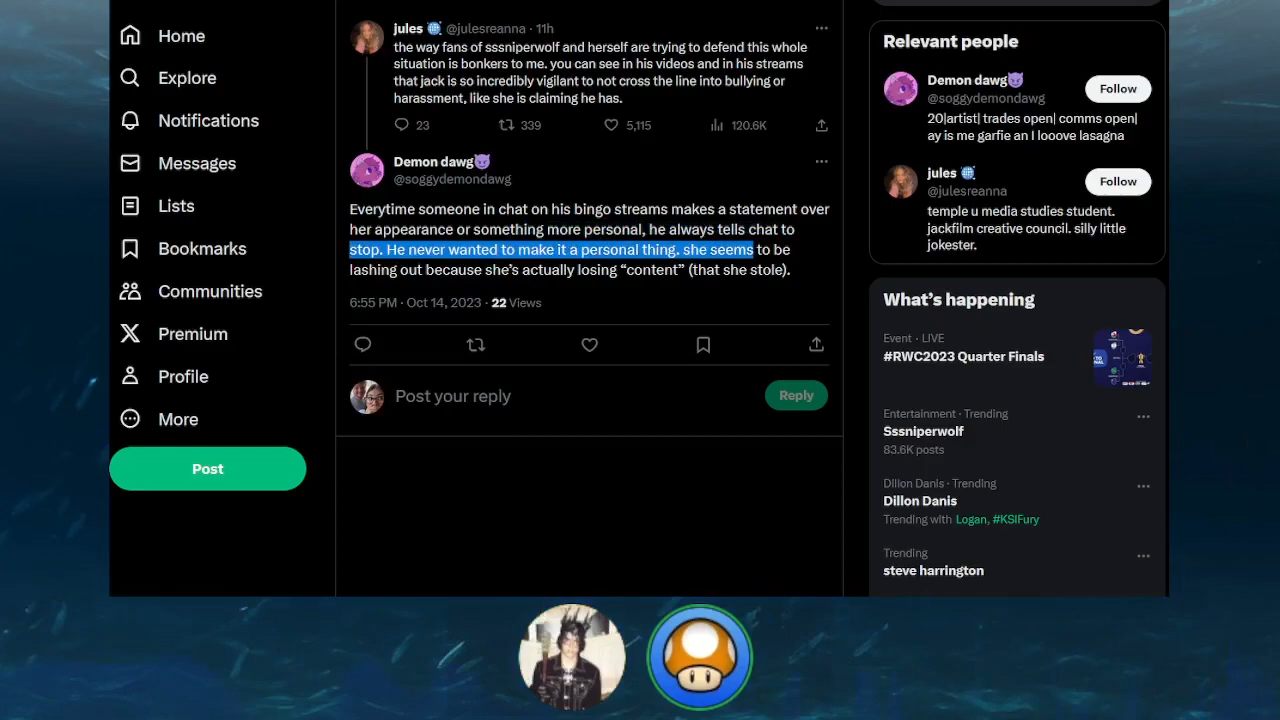 Home
Explore
Notifications
Messages
Lists
Bookmarks
Communities
Premium
Profile
More
Post
jules @julesreanna · 11h
the way fans of sssniperwolf and herself are trying to defend this whole
situation is bonkers to me. you can see in his videos and in his streams
that jack is so incredibly vigilant to not cross the line into bullying or
harassment, like she is claiming he has.
23 339 5,115 120.6K
Demon dawg😈
@soggydemondawg
Everytime someone in chat on his bingo streams makes a statement over
her appearance or something more personal, he always tells chat to
stop. He never wanted to make it a personal thing. she seems to be
lashing out because she’s actually losing “content” (that she stole).
6:55 PM · Oct 14, 2023 · 22 Views
Post your reply
Reply
Relevant people
Demon dawg😈
@soggydemondawg
Follow
20|artist| trades open| comms open|
ay is me garfie an I looove lasagna
jules
@julesreanna
Follow
temple u media studies student.
jackfilm creative council. silly little
jokester.
What’s happening
Event · LIVE
#RWC2023 Quarter Finals
Entertainment · Trending
Sssniperwolf
83.6K posts
Dillon Danis · Trending
Dillon Danis
Trending with Logan, #KSIFury
Trending
steve harrington